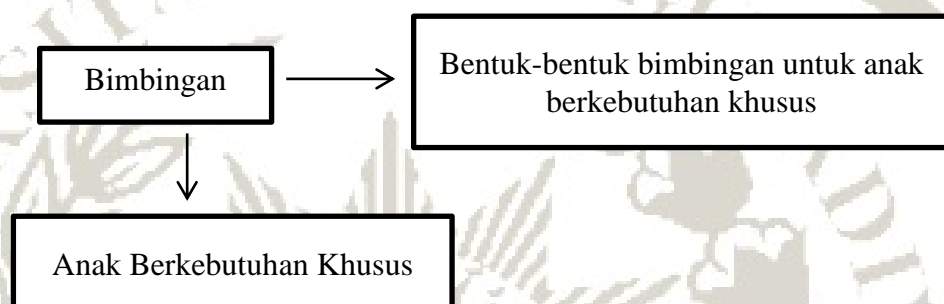 Bimbingan
Bentuk-bentuk bimbingan untuk anak
berkebutuhan khusus
Anak Berkebutuhan Khusus